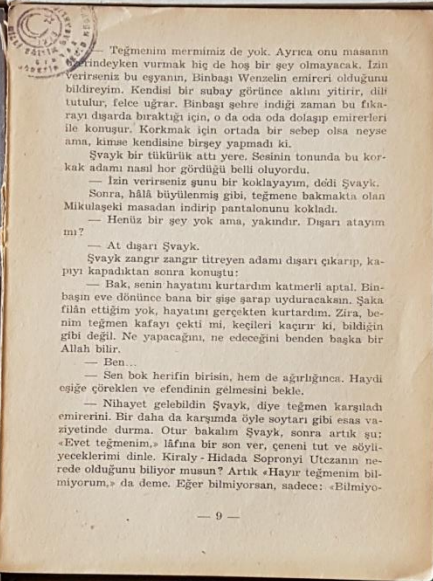 — Teğmenim mermimiz de yok. Ayrıca onu masanın
üzerindeyken vurmak hiç de hoş bir şey olmayacak. İzin
verirseniz bu eşyanın, Binbaşı Wenzelin emireri olduğunu
bildireyim. Kendisi bir subay görünce aklını yitirir, dili
tutulur, felce uğrar. Binbaşı şehre indiği zaman bu fıka-
rayı dışarda bıraktığı için, o da oda oda dolaşıp emirerleri
ile konuşur. Korkmak için ortada bir sebep olsa neyse
ama, kimse kendisine birşey yapmadı ki.
Şvayk bir tükürük attı yere. Sesinin tonunda bu kor-
kak adamı nasıl hor gördüğü belli oluyordu.
— İzin verirseniz şunu bir koklayayım, dedi Şvayk.
Sonra, hâlâ büyülenmiş gibi, teğmene bakmakta olan
Mikulaşeki masadan indirip pantalonunu kokladı.
— Henüz bir şey yok ama, yakındır. Dışarı atayım
mı?
— At dışarı Şvayk.
Şvayk zangır zangır titreyen adamı dışarı çıkarıp, ka-
pıyı kapadıktan sonra konuştu:
— Bak, senin hayatını kurtardım katmerli aptal. Bin-
başın eve dönünce bana bir şişe şarap uyduracaksın. Şaka
filân ettiğim yok, hayatını gerçekten kurtardım. Zira, be-
nim teğmen kafayı çekti mi, keçileri kaçırır ki, bildiğin
gibi değil. Ne yapacağını, ne edeceğini benden başka bir
Allah bilir.
— Ben...
— Sen bok herifin birisin, hem de ağırlığınca. Haydi
eşiğe çöreklen ve efendinin gelmesini bekle.
— Nihayet gelebildin Şvayk, diye teğmen karşıladı
emirerini. Bir daha da karşımda öyle soytarı gibi esas va-
ziyetinde durma. Otur bakalım Şvayk, sonra artık şu:
«Evet teğmenim,» lâfına bir son ver, çeneni tut ve söyli-
yeceklerimi dinle. Kiraly - Hidada Sopronyi Utczanın ne-
rede olduğunu biliyor musun? Artık «Hayır teğmenim bil-
miyorum,» da deme. Eğer bilmiyorsan, sadece: «Bilmiyo-
— 9 —